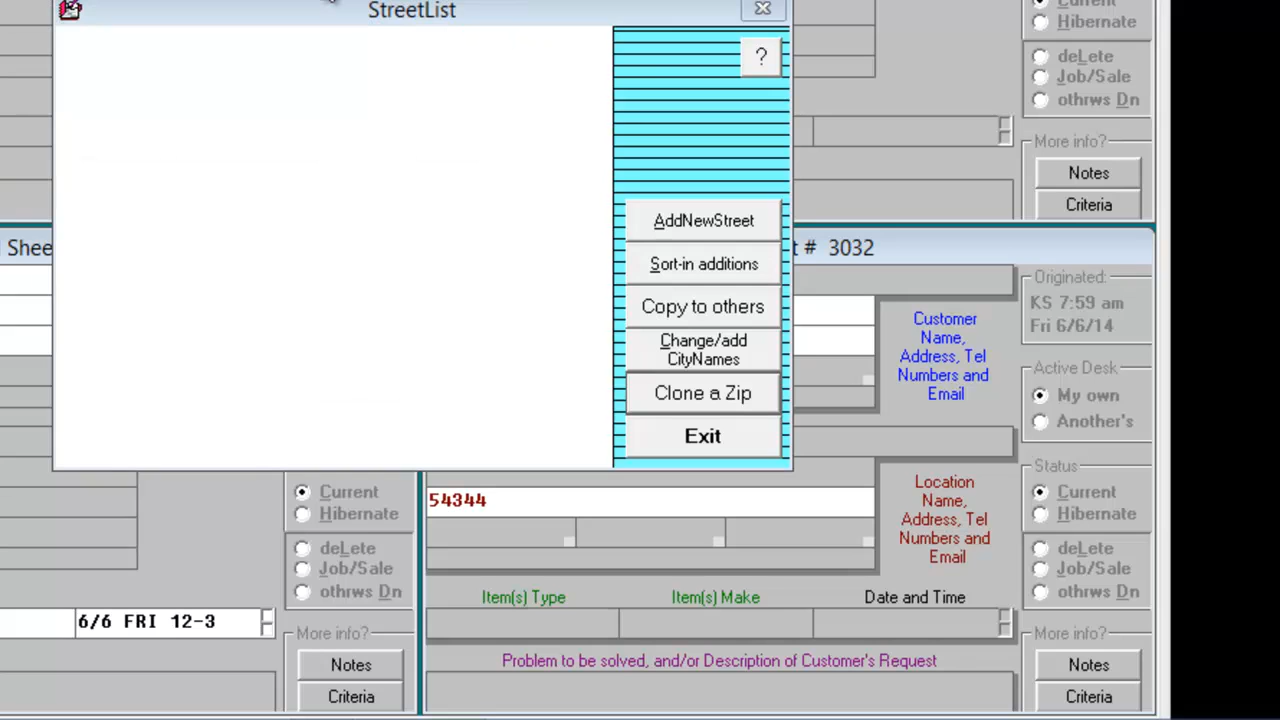 StreetList
?
AddNewStreet
Sort-in additions
Copy to others
Change/add
CityNames
Clone a Zip
Exit
Current
Hibernate
deLete
Job/Sale
othrws Dn
More info?
Notes
Criteria
Shee
t # 3032
Originated:
KS 7:59 am
Fri 6/6/14
Customer
Name,
Address, Tel
Numbers and
Email
Active Desk
My own
Another's
54344
Location
Name,
Address, Tel
Numbers and
Email
Status
Current
Hibernate
deLete
Job/Sale
othrws Dn
Current
Hibernate
deLete
Job/Sale
othrws Dn
Item(s) Type
Item(s) Make
Date and Time
6/6 FRI 12-3
More info?
Notes
Criteria
Problem to be solved, and/or Description of Customer's Request
More info?
Notes
Criteria